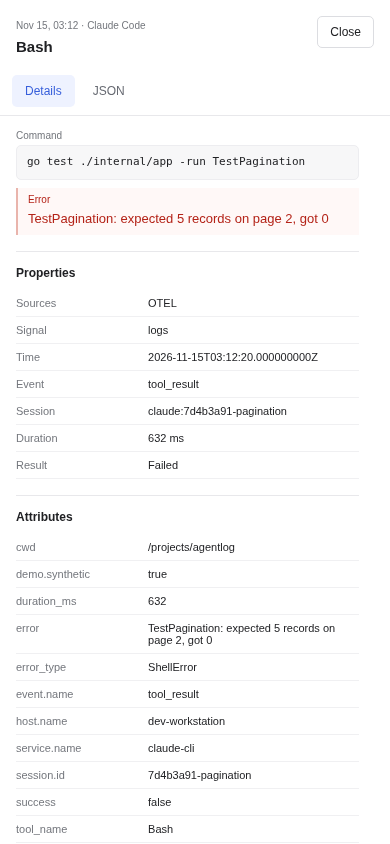 Nov 15, 03:12 · Claude Code
Bash
Close
Details
JSON
Command
go test ./internal/app -run TestPagination
Error
TestPagination: expected 5 records on page 2, got 0
Properties
Sources OTEL
Signal logs
Time 2026-11-15T03:12:20.000000000Z
Event tool_result
Session claude:7d4b3a91-pagination
Duration 632 ms
Result Failed
Attributes
cwd /projects/agentlog
demo.synthetic true
duration_ms 632
error TestPagination: expected 5 records on
page 2, got 0
error_type ShellError
event.name tool_result
host.name dev-workstation
service.name claude-cli
session.id 7d4b3a91-pagination
success false
tool_name Bash